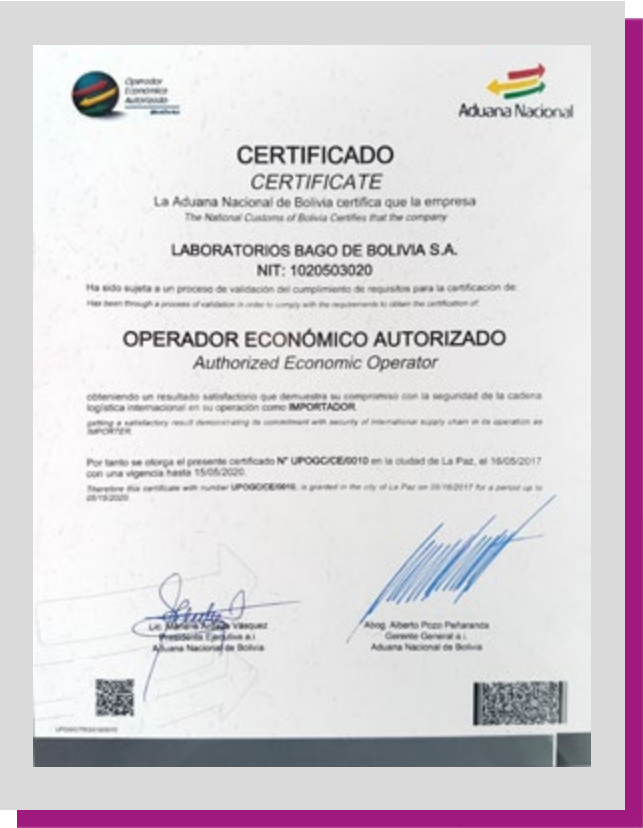 Operador
Económico
Autorizado
Bolivia
Aduana Nacional
CERTIFICADO
CERTIFICATE
La Aduana Nacional de Bolivia certifica que la empresa
The National Customs of Bolivia Certifies that the company
LABORATORIOS BAGO DE BOLIVIA S.A.
NIT: 1020503020
Ha sido sujeta a un proceso de validación del cumplimiento de requisitos para la certificación de:
Has been through a process of validation in order to comply with the requirements to obtain the certification of:
OPERADOR ECONÓMICO AUTORIZADO
Authorized Economic Operator
obteniendo un resultado satisfactorio que demuestra su compromiso con la seguridad de la cadena
logística internacional en su operación como IMPORTADOR.
getting a satisfactory result demonstrating its commitment with security of international supply chain in its operation as
IMPORTER.
Por tanto se otorga el presente certificado N° UPOGC/CE/0010 en la ciudad de La Paz, el 16/05/2017
con una vigencia hasta 15/05/2020.
Therefore this certificate with number UPOGC/CE/0010, is granted in the city of La Paz on 05/16/2017 for a period up to
Lic. Marlene Vásquez
Presidenta Ejecutiva a.i.
Aduana Nacional de Bolivia
Abog. Alberto Pozo Peñaranda
Gerente General a.i.
Aduana Nacional de Bolivia